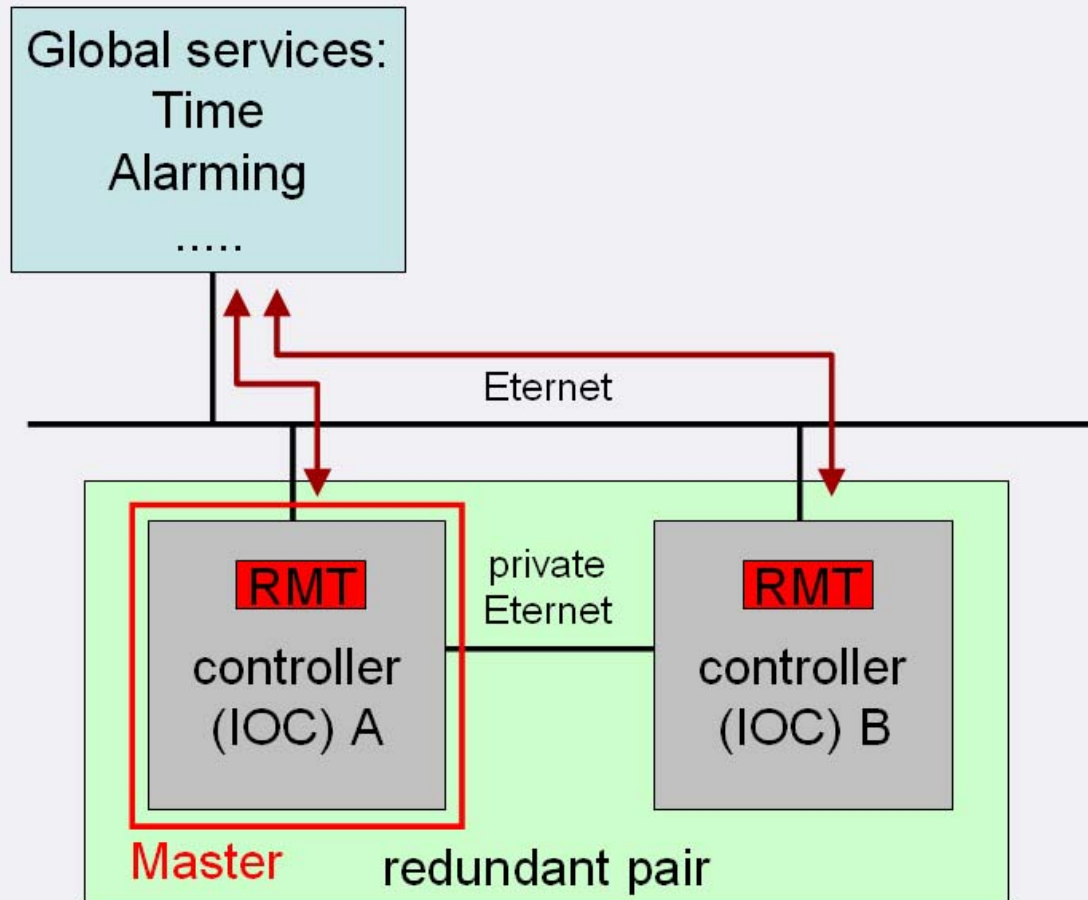 Global services:
Time
Alarming
.....
Eternet
RMT
controller
(IOC) A
private
Eternet
RMT
controller
(IOC) B
Master
redundant pair